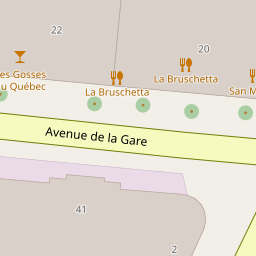 22
20
La Bruschetta
es Gosses
u Québec
La Bruschetta
San M
Avenue de la Gare
41
2